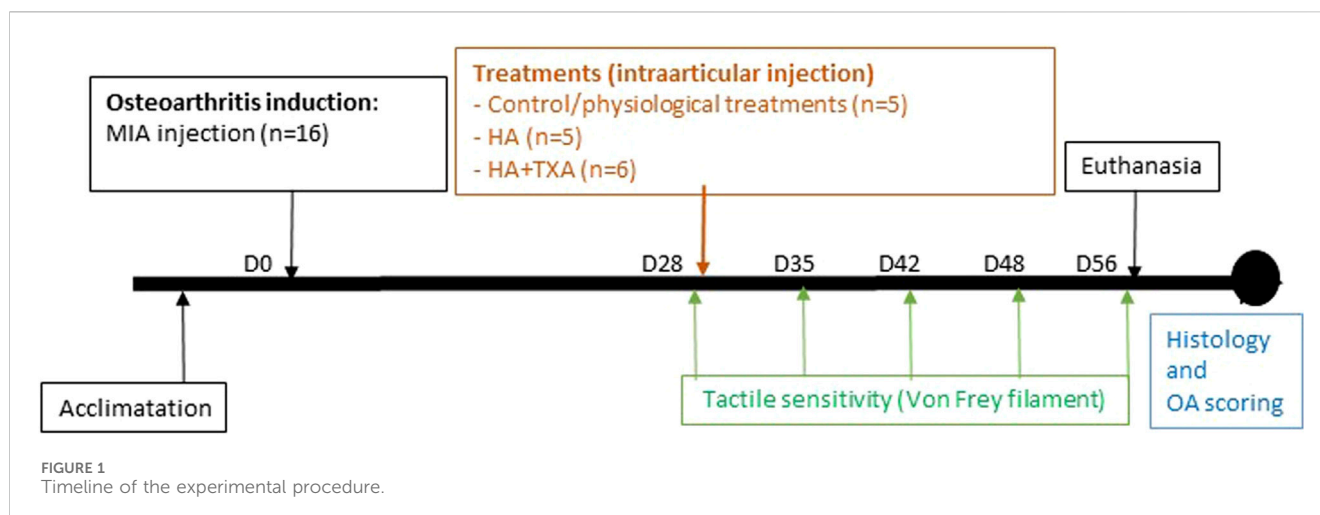 Osteoarthritis induction:
MIA injection (n=16)
Treatments (intraarticular injection)
- Control/physiological treatments (n=5)
- HA (n=5)
- HA+TXA (n=6)
Euthanasia
D0
D28
D35
D42
D48
D56
Acclimatation
Tactile sensitivity (Von Frey filament)
Histology
and
OA scoring
FIGURE 1
Timeline of the experimental procedure.